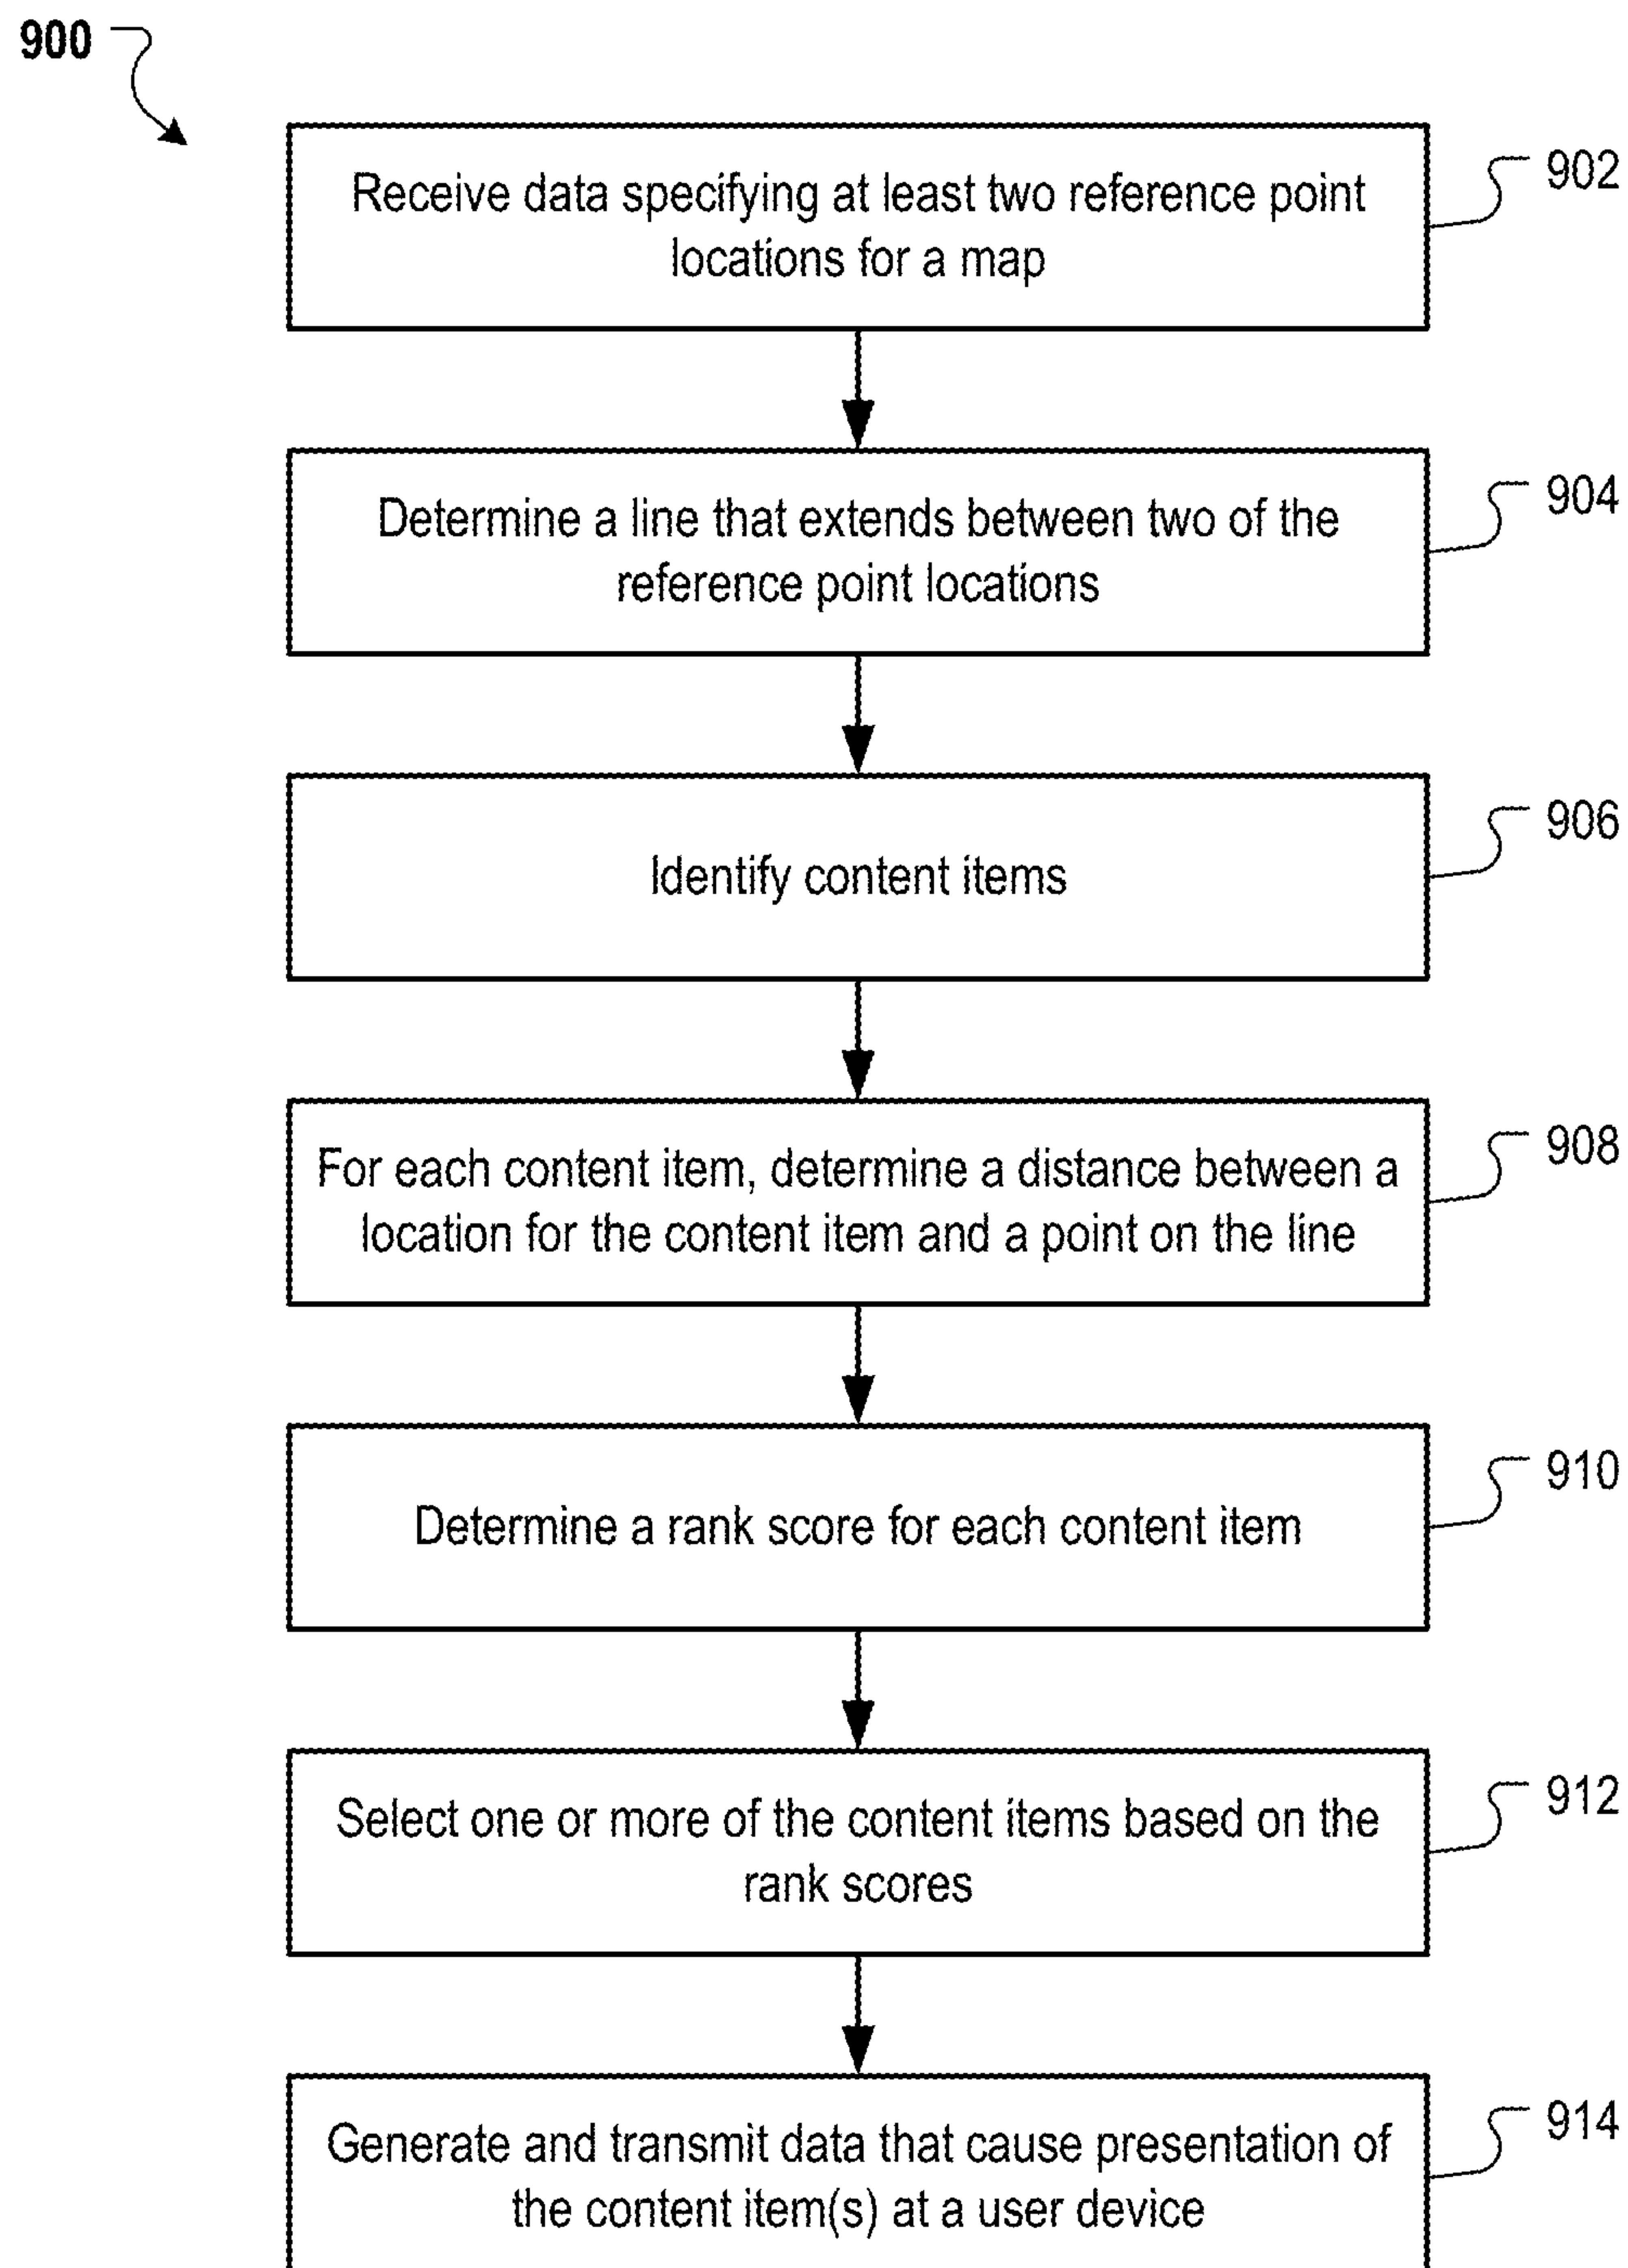 900
Receive data specifying at least two reference point
locations for a map
902
Determine a line that extends between two of the
reference point locations
904
Identify content items
906
For each content item, determine a distance between a
location for the content item and a point on the line
908
Determine a rank score for each content item
910
Select one or more of the content items based on the
rank scores
912
Generate and transmit data that cause presentation of
the content item(s) at a user device
914